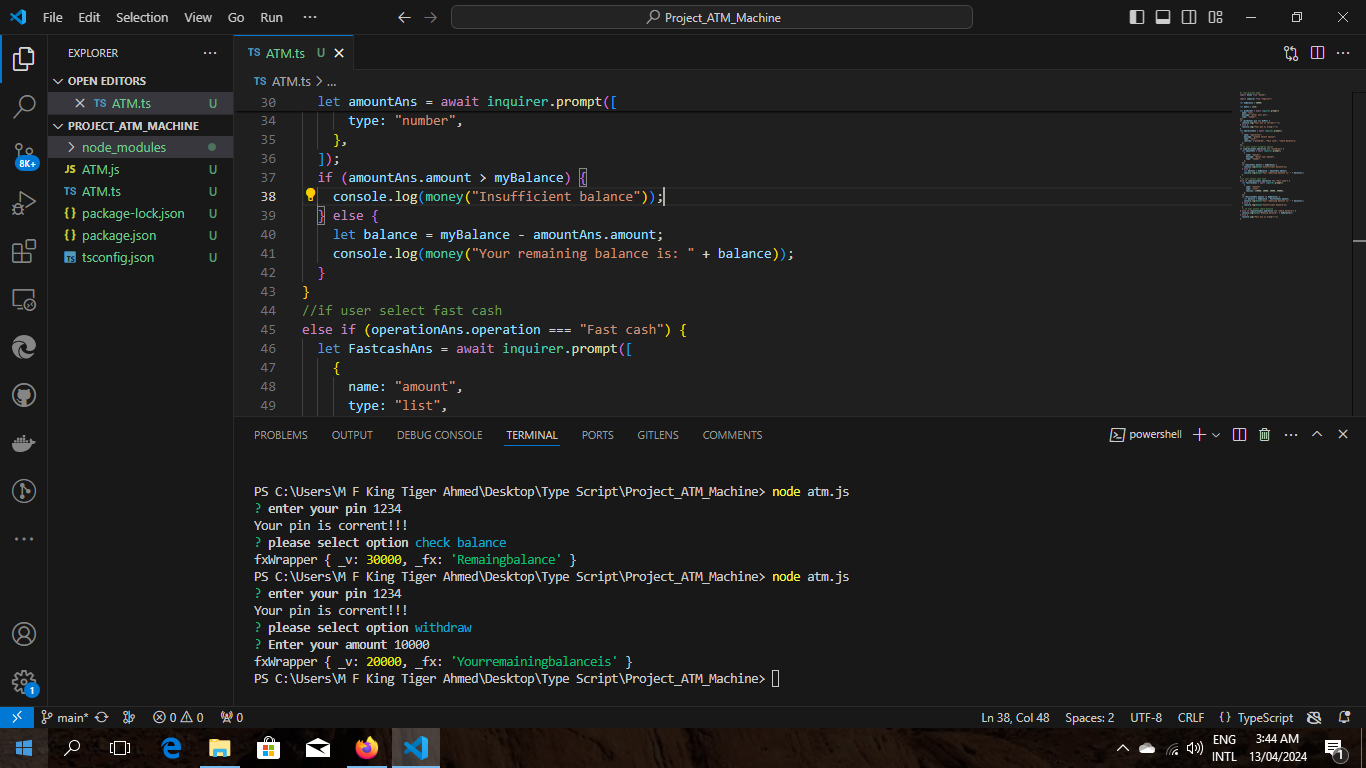 File Edit Selection View Go Run ··· Project_ATM_Machine
EXPLORER ···
OPEN EDITORS
TS ATM.ts U
PROJECT_ATM_MACHINE
node_modules
JS ATM.js U
TS ATM.ts U
{} package-lock.json U
{} package.json U
TS tsconfig.json U
8K+
1
TS ATM.ts U
TS ATM.ts > ...
30 let amountAns = await inquirer.prompt([
34 type: "number",
35 },
36 ]);
37 if (amountAns.amount > myBalance) {
38 console.log(money("Insufficient balance"));
39 } else {
40 let balance = myBalance - amountAns.amount;
41 console.log(money("Your remaining balance is: " + balance));
42 }
43 }
44 //if user select fast cash
45 else if (operationAns.operation === "Fast cash") {
46 let FastcashAns = await inquirer.prompt([
47 {
48 name: "amount",
49 type: "list",
PROBLEMS OUTPUT DEBUG CONSOLE TERMINAL PORTS GITLENS COMMENTS powershell
PS C:\Users\M F King Tiger Ahmed\Desktop\Type Script\Project_ATM_Machine> node atm.js
? enter your pin 1234
Your pin is corrent!!!
? please select option check balance
fxWrapper { _v: 30000, _fx: 'Remaingbalance' }
PS C:\Users\M F King Tiger Ahmed\Desktop\Type Script\Project_ATM_Machine> node atm.js
? enter your pin 1234
Your pin is corrent!!!
? please select option withdraw
? Enter your amount 10000
fxWrapper { _v: 20000, _fx: 'Yourremainingbalanceis' }
PS C:\Users\M F King Tiger Ahmed\Desktop\Type Script\Project_ATM_Machine>
main* 0 0 0 Ln 38, Col 48 Spaces: 2 UTF-8 CRLF {} TypeScript
ENG
INTL
3:44 AM
13/04/2024
1